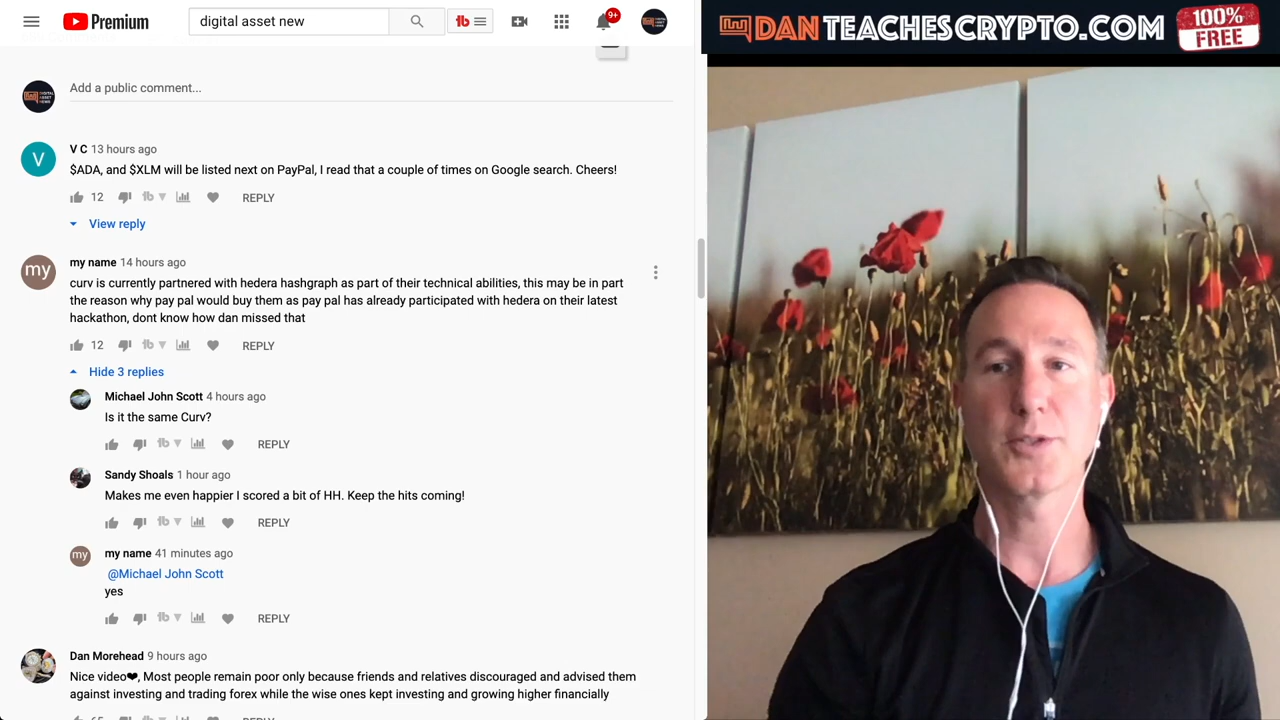 Premium
digital asset new
9+
DAN TEACHESCRYPTO.COM
100%
FREE
Add a public comment...
V
V C 13 hours ago
$ADA, and $XLM will be listed next on PayPal, I read that a couple of times on Google search. Cheers!
12 REPLY
View reply
my
my name 14 hours ago
curv is currently partnered with hedera hashgraph as part of their technical abilities, this may be in part
the reason why pay pal would buy them as pay pal has already participated with hedera on their latest
hackathon, dont know how dan missed that
12 REPLY
Hide 3 replies
Michael John Scott 4 hours ago
Is it the same Curv?
REPLY
Sandy Shoals 1 hour ago
Makes me even happier I scored a bit of HH. Keep the hits coming!
REPLY
my
my name 41 minutes ago
@Michael John Scott
yes
REPLY
Dan Morehead 9 hours ago
Nice video❤, Most people remain poor only because friends and relatives discouraged and advised them
against investing and trading forex while the wise ones kept investing and growing higher financially